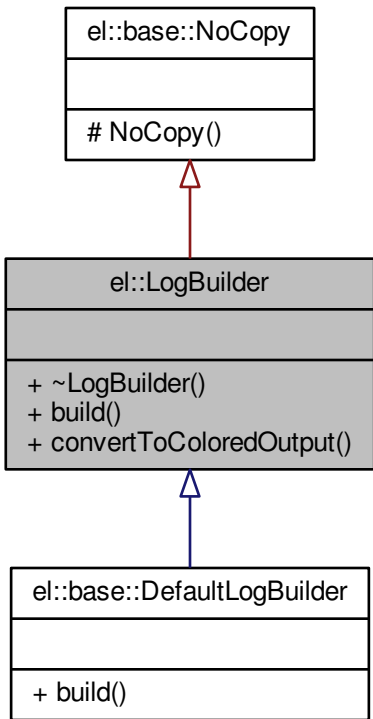 el::base::NoCopy
# NoCopy()
el::LogBuilder
+ ~LogBuilder()
+ build()
+ convertToColoredOutput()
el::base::DefaultLogBuilder
+ build()